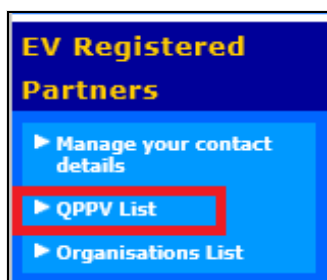 EV Registered
Partners
Manage your contact
details
QPPV List
Organisations List